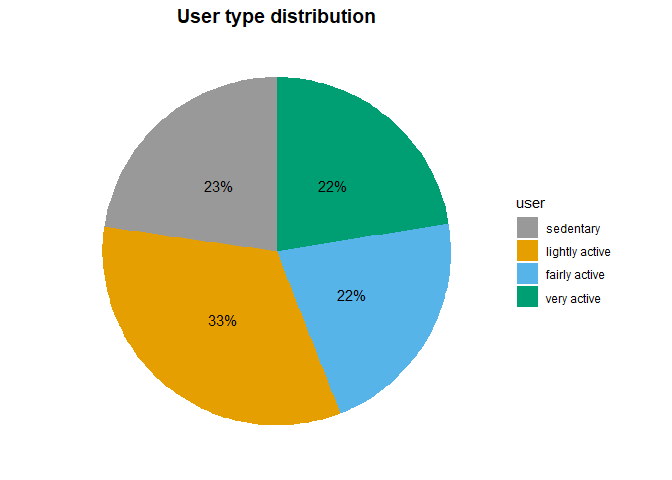 User type distribution
23%
22%
33%
22%
user
sedentary
lightly active
fairly active
very active